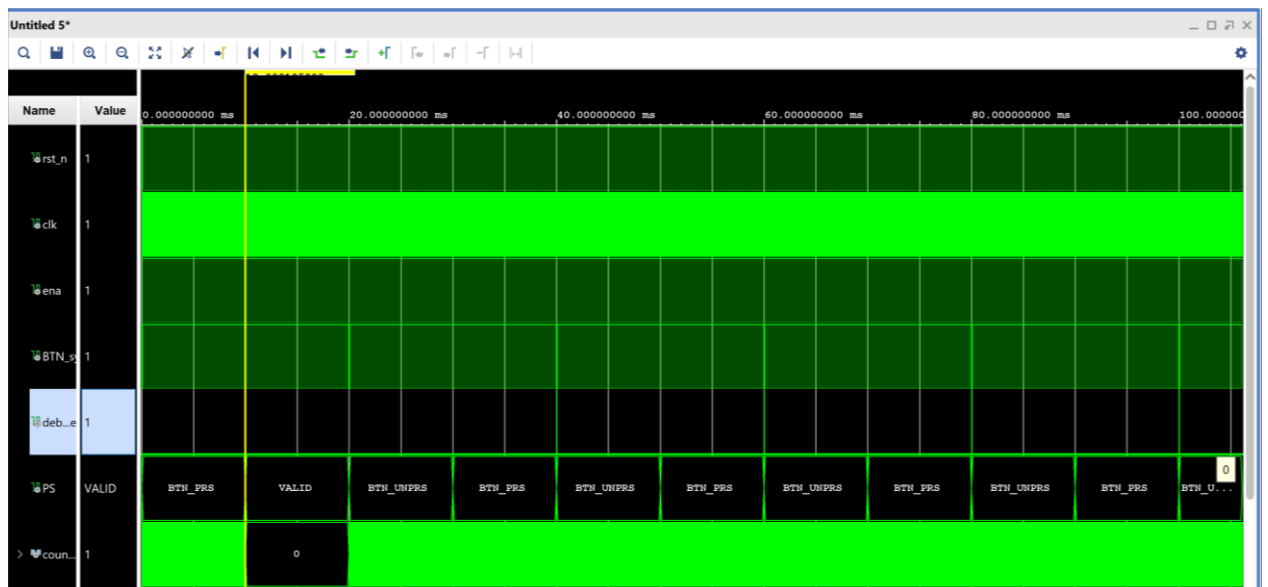 Untitled 5*
Name Value
0.000000000 ms 20.000000000 ms 40.000000000 ms 60.000000000 ms 80.000000000 ms 100.000000
rst_n 1
clk 1
ena 1
BTN_sy 1
deb...e 1
PS VALID BTN_PRS VALID BTN_UNPRS BTN_PRS BTN_UNPRS BTN_PRS BTN_UNPRS BTN_PRS BTN_UNPRS BTN_PRS BTN_U...
0
coun... 1 0